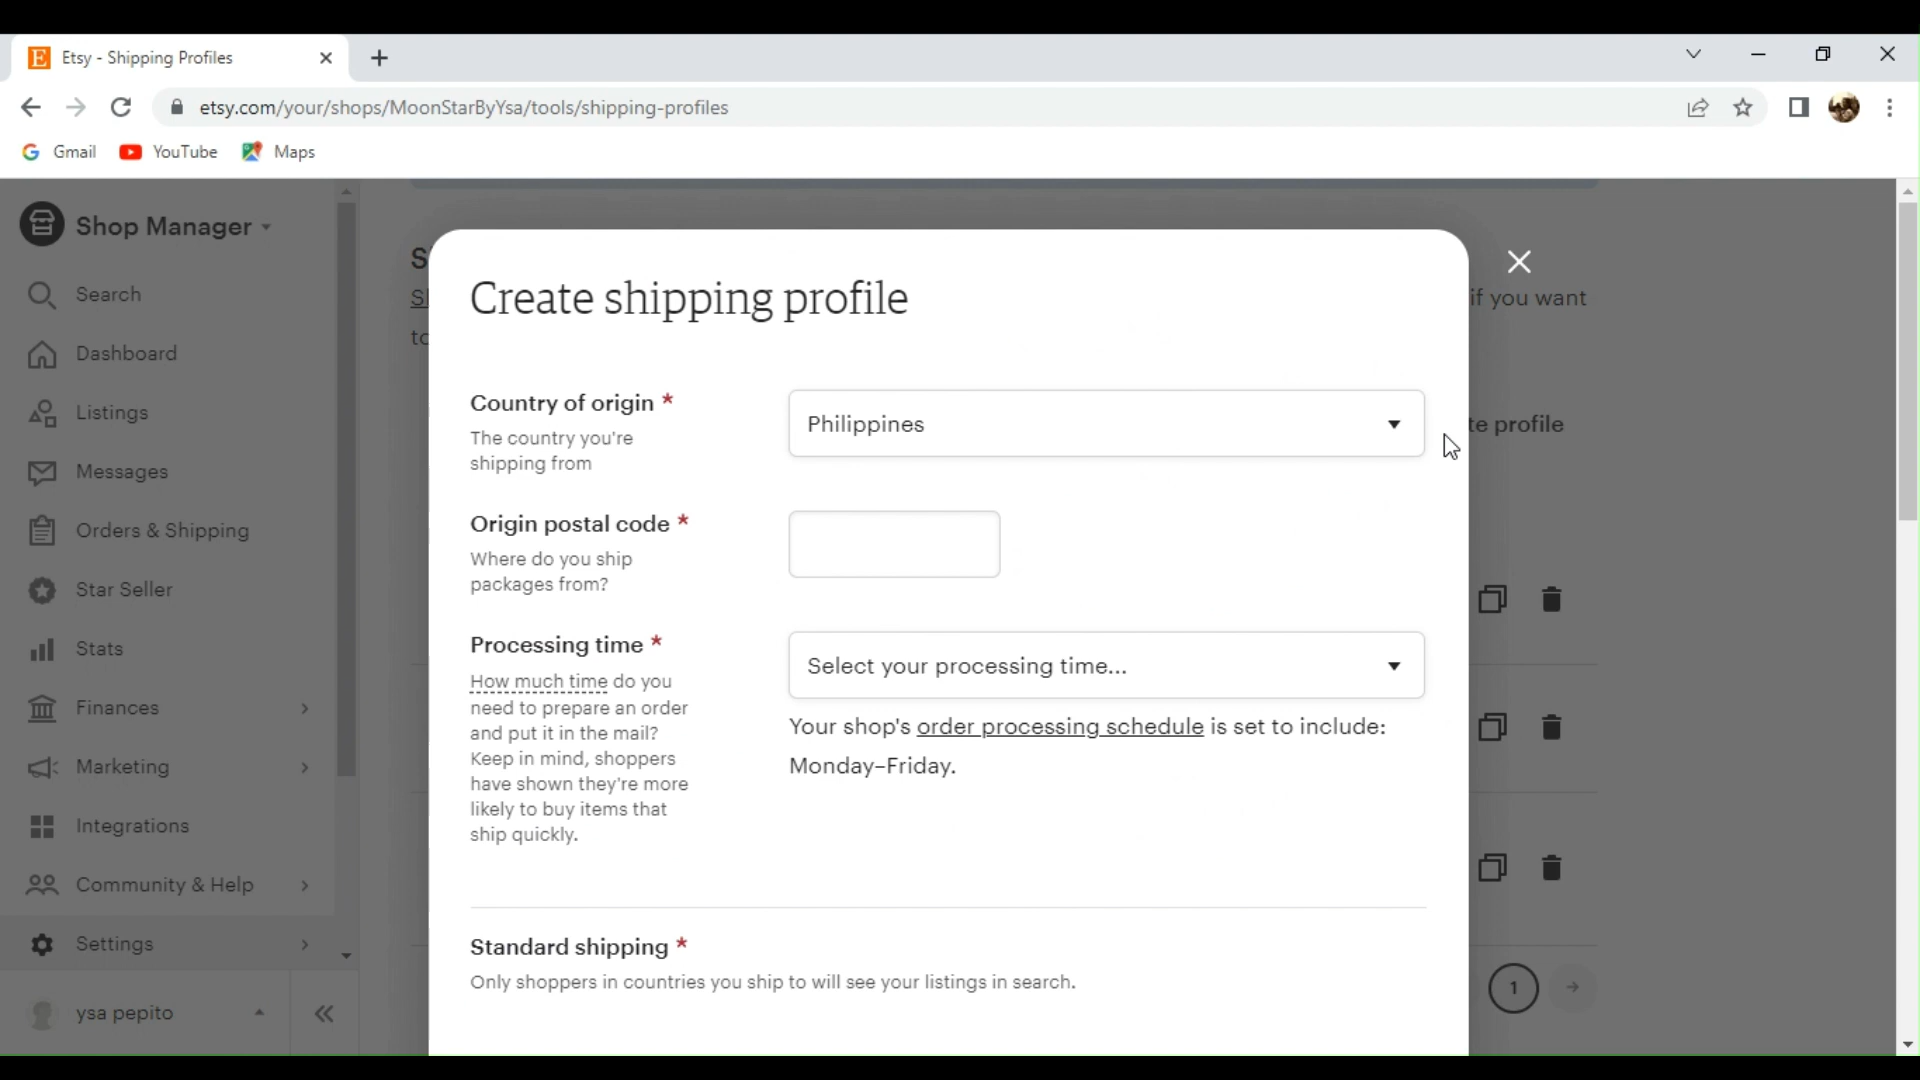 Etsy - Shipping Profiles
etsy.com/your/shops/MoonStarByYsa/tools/shipping-profiles
Gmail
YouTube
Maps
Shop Manager
Search
Dashboard
Listings
Messages
Orders & Shipping
Star Seller
Stats
Finances
Marketing
Integrations
Community & Help
Settings
ysa pepito
if you want
te profile
1
Create shipping profile
Country of origin *
The country you're
shipping from
Philippines
Origin postal code *
Where do you ship
packages from?
Processing time *
How much time do you
need to prepare an order
and put it in the mail?
Keep in mind, shoppers
have shown they're more
likely to buy items that
ship quickly.
Select your processing time...
Your shop's order processing schedule is set to include:
Monday–Friday.
Standard shipping *
Only shoppers in countries you ship to will see your listings in search.